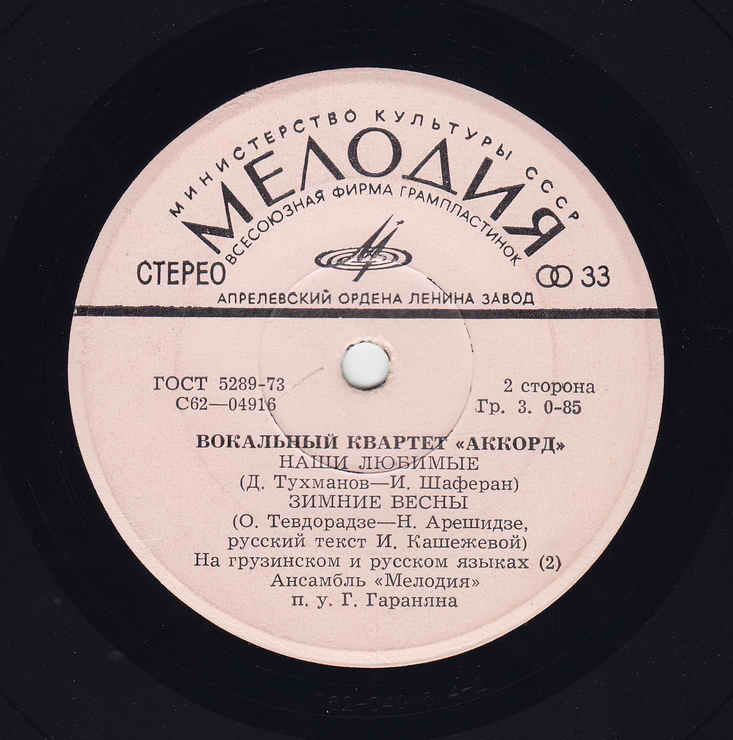 МИНИСТЕРСТВО КУЛЬТУРЫ СССР
МЕЛОДИЯ
ВСЕСОЮЗНАЯ ФИРМА ГРАМПЛАСТИНОК
СТЕРЕО
33
АПРЕЛЕВСКИЙ ОРДЕНА ЛЕНИНА ЗАВОД
ГОСТ 5289-73
2 сторона
С62—04916
Гр. 3. 0-85
ВОКАЛЬНЫЙ КВАРТЕТ «АККОРД»
НАШИ ЛЮБИМЫЕ
(Д. Тухманов—И. Шаферан)
ЗИМНИЕ ВЕСНЫ
(О. Тевдорадзе—Н. Арешидзе,
русский текст И. Кашежевой)
На грузинском и русском языках (2)
Ансамбль «Мелодия»
п. у. Г. Гараняна